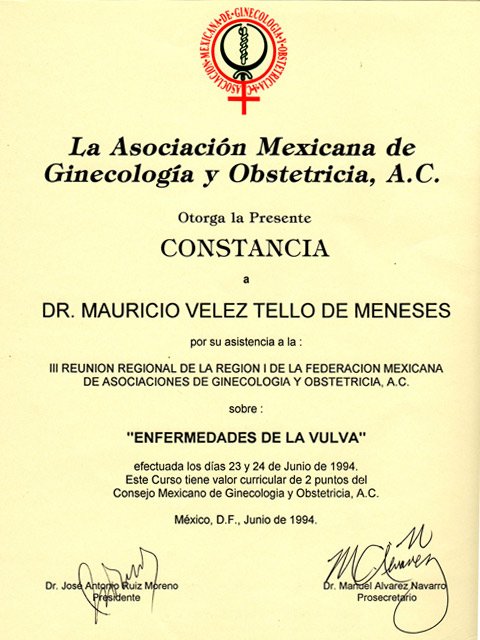 ASOCIACION·MEXICANA·DE·GINECOLOGIA·Y·OBSTETRICIA·A·C·
La Asociación Mexicana de
Ginecología y Obstetricia, A.C.
Otorga la Presente
CONSTANCIA
a
DR. MAURICIO VELEZ TELLO DE MENESES
por su asistencia a la :
III REUNION REGIONAL DE LA REGION I DE LA FEDERACION MEXICANA
DE ASOCIACIONES DE GINECOLOGIA Y OBSTETRICIA, A.C.
sobre :
"ENFERMEDADES DE LA VULVA"
efectuada los días 23 y 24 de Junio de 1994.
Este Curso tiene valor curricular de 2 puntos del
Consejo Mexicano de Ginecologia y Obstetricia, A.C.
México, D.F., Junio de 1994.
M Alvarez N
Dr. José Antonio Ruiz Moreno
Presidente
Dr. Manuel Alvarez Navarro
Prosecretario